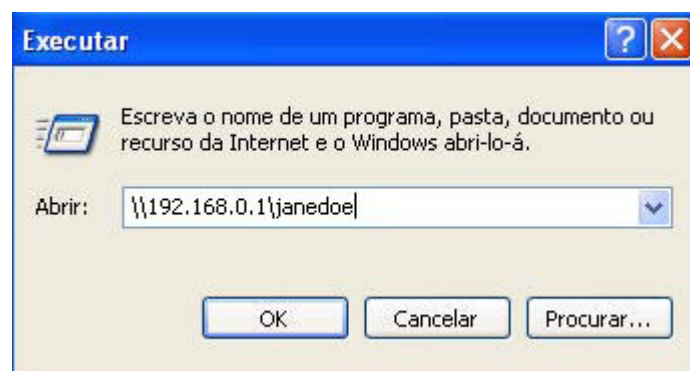 Executar
Escreva o nome de um programa, pasta, documento ou
recurso da Internet e o Windows abri-lo-á.
Abrir: \\192.168.0.1\janedoe
OK Cancelar Procurar...